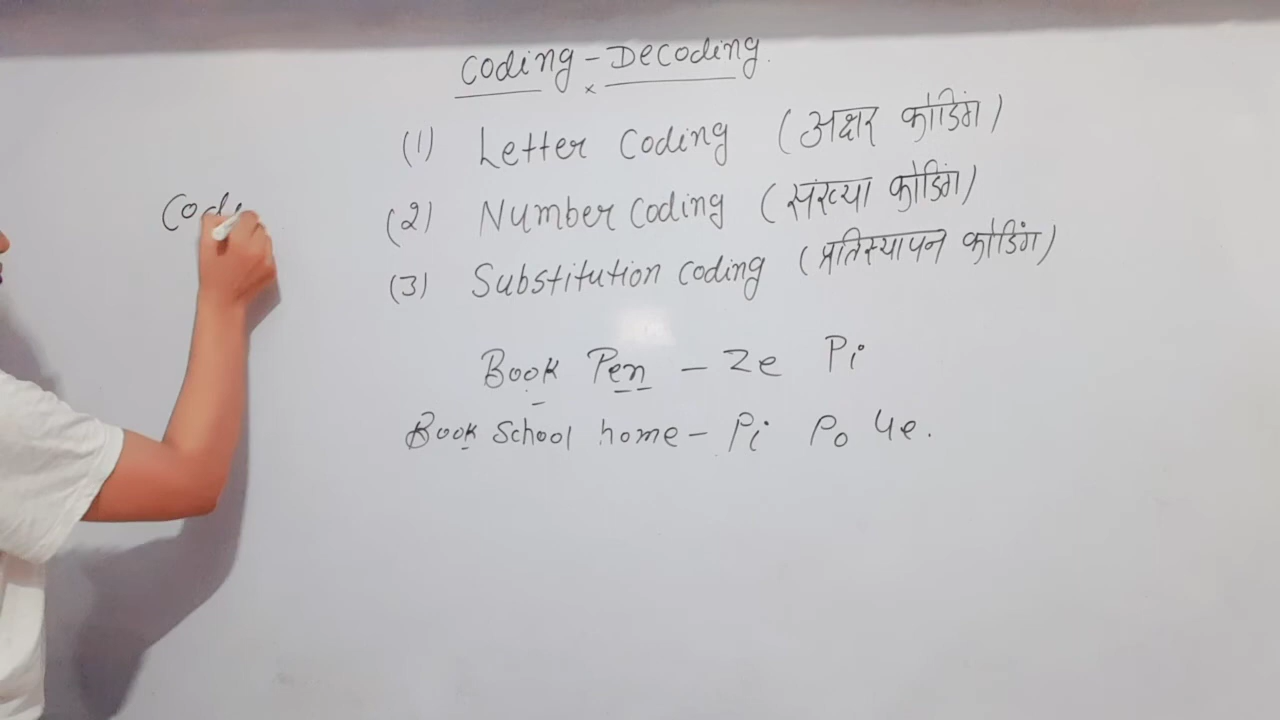 Coding - Decoding.
(1) Letter Coding (अक्षर कोडिंग)
(2) Number Coding (संख्या कोडिंग)
(3) Substitution Coding (प्रतिस्थापन कोडिंग)
Code
Book Pen - Ze Pi
Book School home - Pi Po Ye.